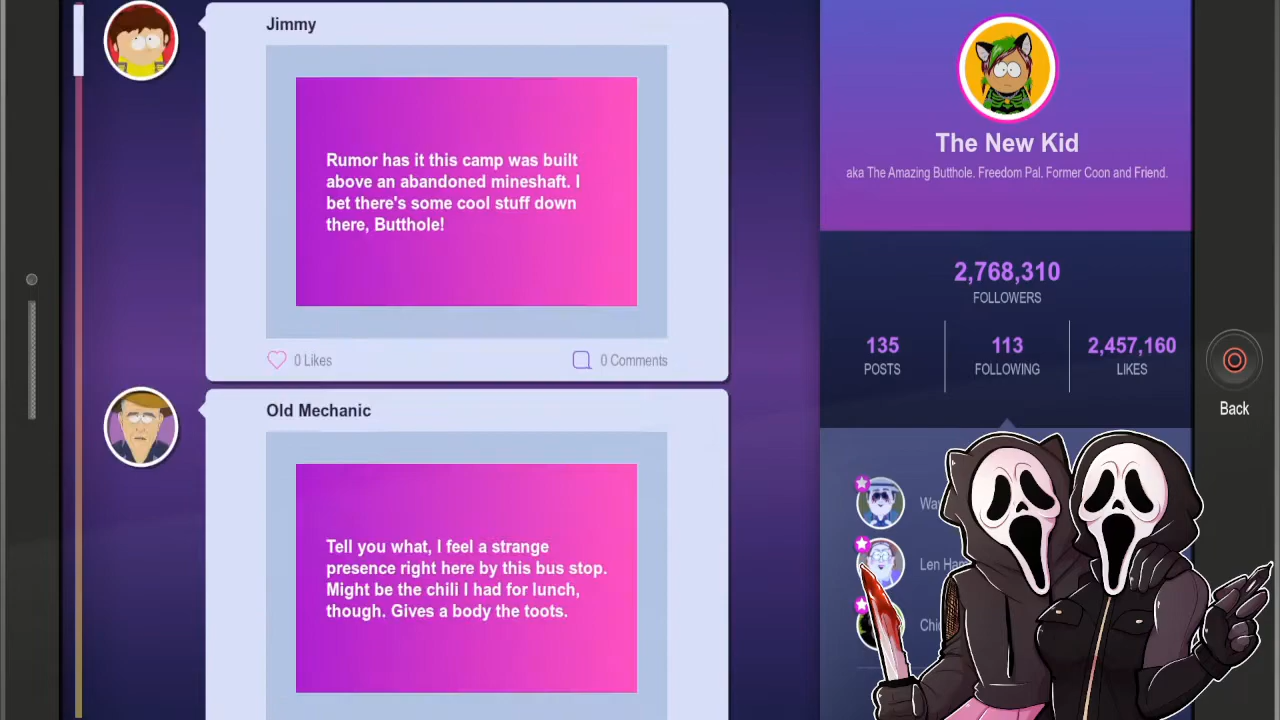 Jimmy
Rumor has it this camp was built
above an abandoned mineshaft. I
bet there's some cool stuff down
there, Butthole!
0 Likes
0 Comments
Old Mechanic
Tell you what, I feel a strange
presence right here by this bus stop.
Might be the chili I had for lunch,
though. Gives a body the toots.
The New Kid
aka The Amazing Butthole. Freedom Pal. Former Coon and Friend.
2,768,310
FOLLOWERS
135
POSTS
113
FOLLOWING
2,457,160
LIKES
Len
Back